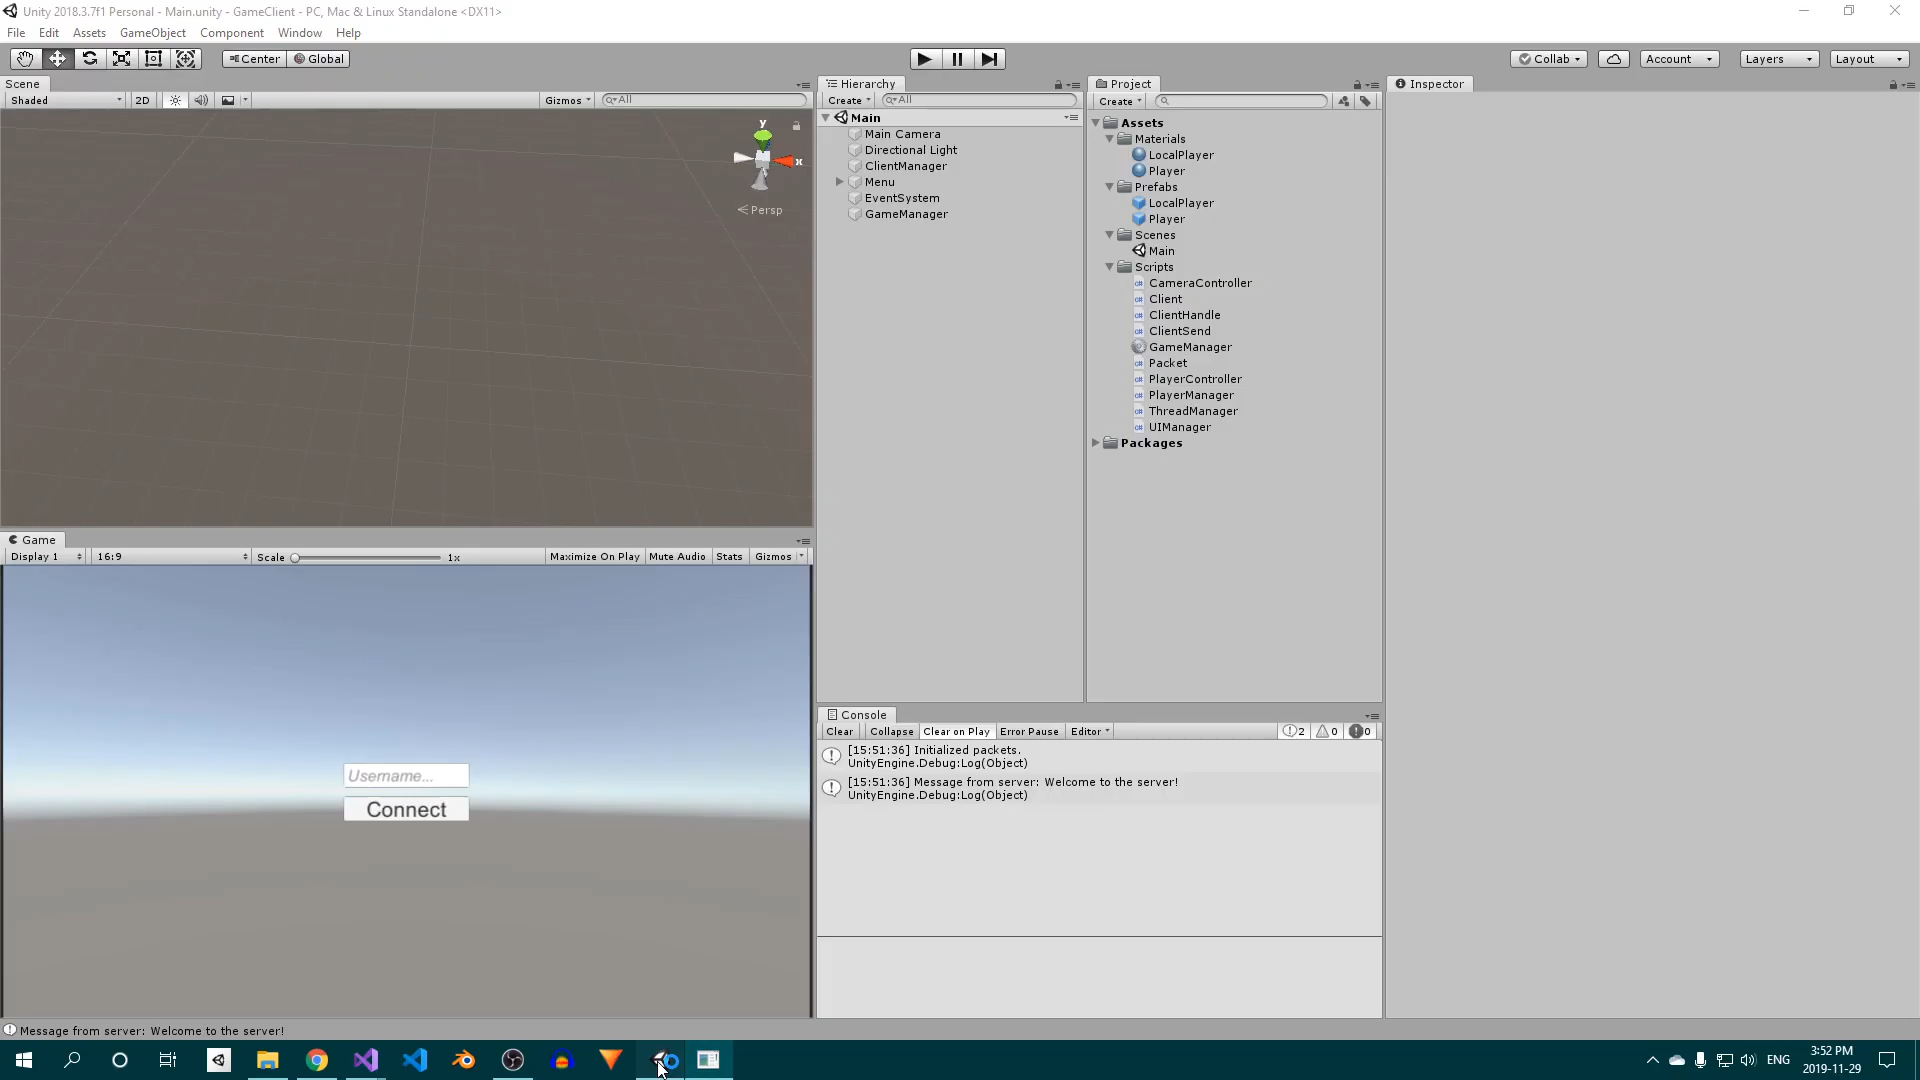 Unity 2018.3.7f1 Personal - Main.unity - GameClient - PC, Mac & Linux Standalone <DX11>
File Edit Assets GameObject Component Window Help
Center Global Collab Account Layers Layout
Scene
Shaded 2D Gizmos All
y
x
Persp
Hierarchy
Create All
Main
Main Camera
Directional Light
ClientManager
Menu
EventSystem
GameManager
Project
Create
Assets
Materials
LocalPlayer
Player
Prefabs
LocalPlayer
Player
Scenes
Main
Scripts
CameraController
Client
ClientHandle
ClientSend
GameManager
Packet
PlayerController
PlayerManager
ThreadManager
UIManager
Packages
Inspector
Game
Display 1 16:9 Scale 1x Maximize On Play Mute Audio Stats Gizmos
Username...
Connect
Console
Clear Collapse Clear on Play Error Pause Editor 2 0 0
[15:51:36] Initialized packets.
UnityEngine.Debug:Log(Object)
[15:51:36] Message from server: Welcome to the server!
UnityEngine.Debug:Log(Object)
Message from server: Welcome to the server!
ENG
3:52 PM
2019-11-29